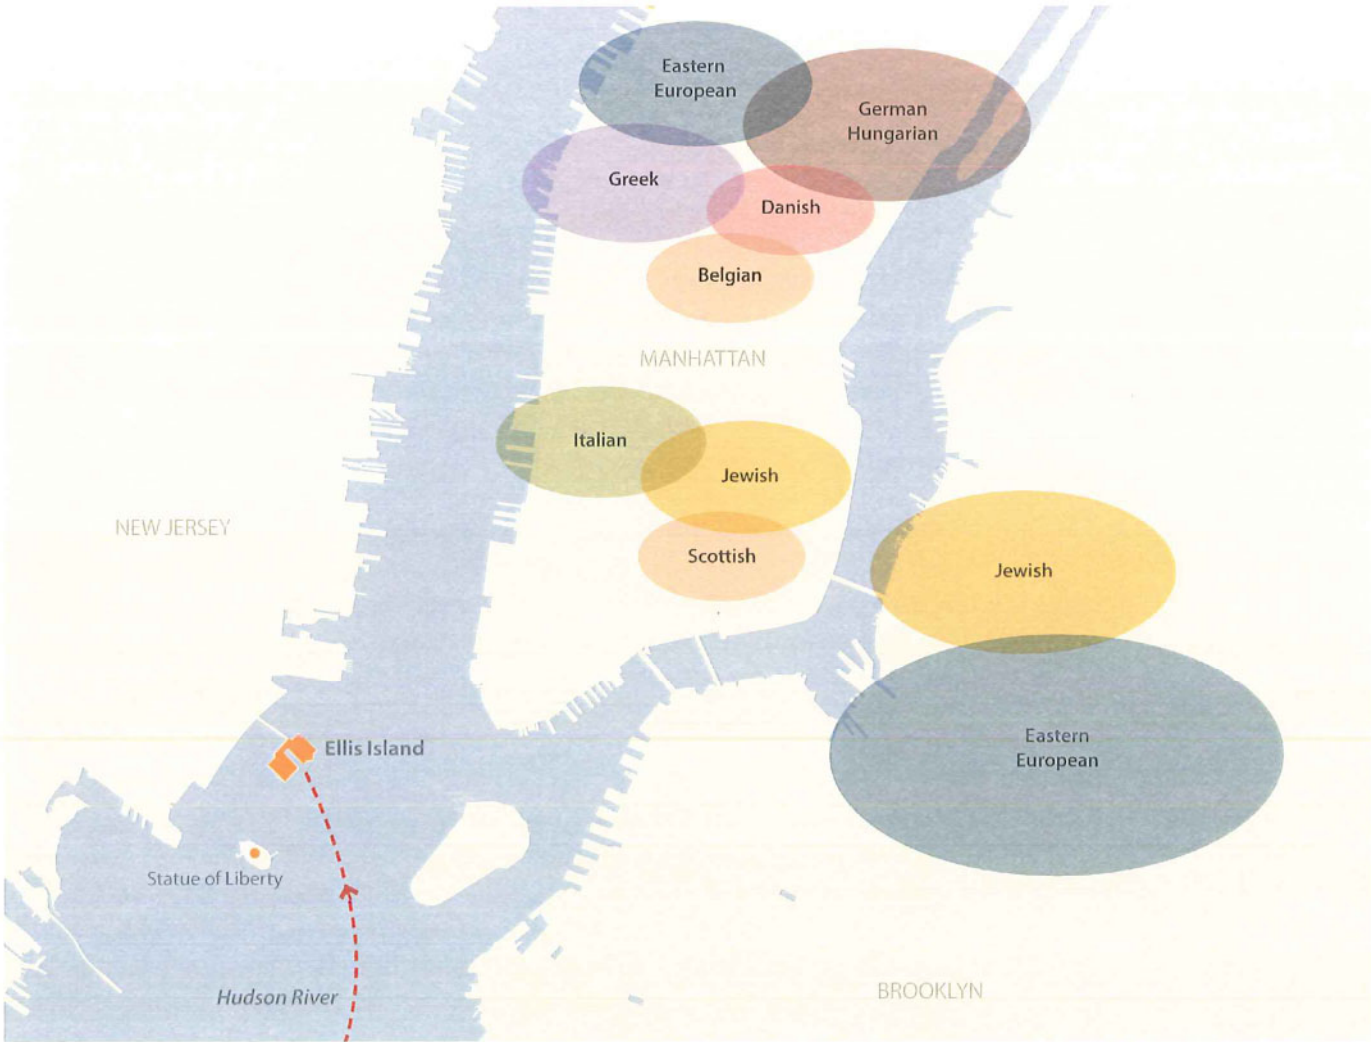 Eastern
European
German
Hungarian
Greek
Danish
Belgian
MANHATTAN
Italian
Jewish
NEW JERSEY
Scottish
Jewish
Ellis Island
Eastern
European
Statue of Liberty
Hudson River
BROOKLYN